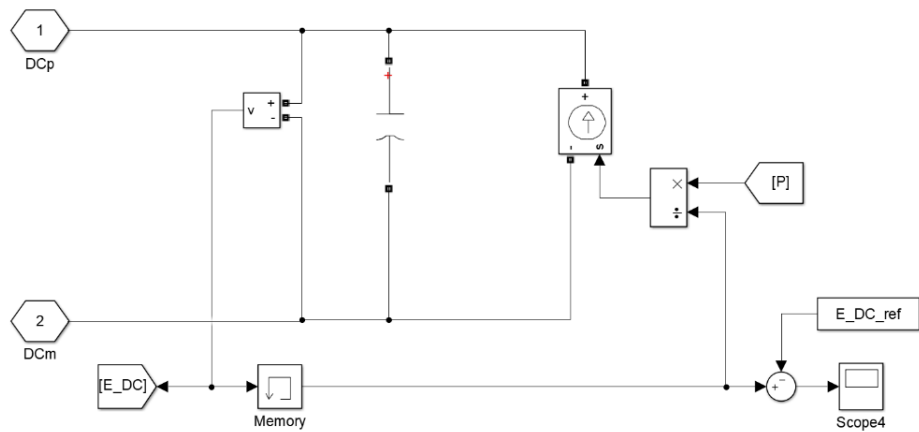 1
DCp
v
+
-
+
+
-
s
×
÷
[P]
2
DCm
E_DC_ref
[E_DC]
Memory
+
−
Scope4